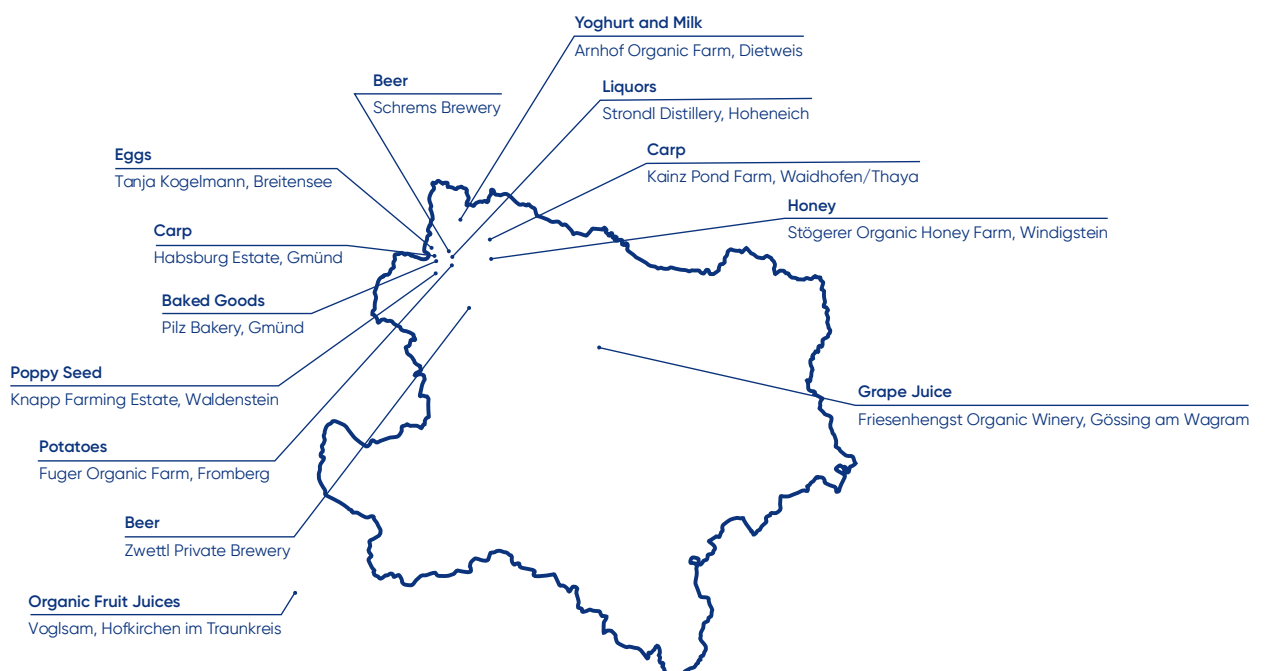 Yoghurt and Milk
Arnhof Organic Farm, Dietweis
Beer
Schrems Brewery
Liquors
Strondl Distillery, Hoheneich
Eggs
Tanja Kogelmann, Breitensee
Carp
Kainz Pond Farm, Waidhofen/Thaya
Honey
Stögerer Organic Honey Farm, Windigstein
Carp
Habsburg Estate, Gmünd
Baked Goods
Pilz Bakery, Gmünd
Poppy Seed
Knapp Farming Estate, Waldenstein
Grape Juice
Friesenhengst Organic Winery, Gössing am Wagram
Potatoes
Fuger Organic Farm, Fromberg
Beer
Zwettl Private Brewery
Organic Fruit Juices
Voglsam, Hofkirchen im Traunkreis